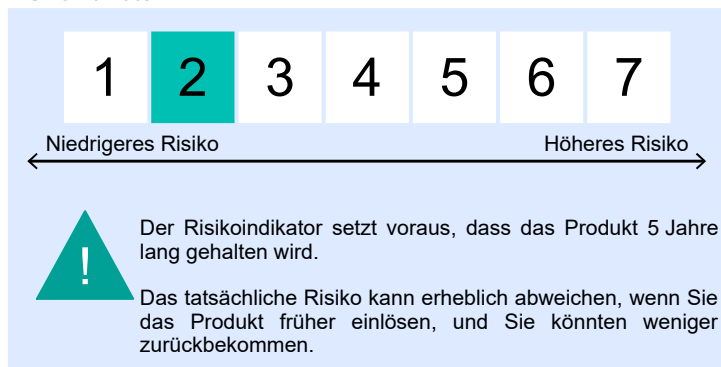 1 2 3 4 5 6 7
Niedrigeres Risiko Höheres Risiko
!
Der Risikoindikator setzt voraus, dass das Produkt 5 Jahre
lang gehalten wird.
Das tatsächliche Risiko kann erheblich abweichen, wenn Sie
das Produkt früher einlösen, und Sie könnten weniger
zurückbekommen.